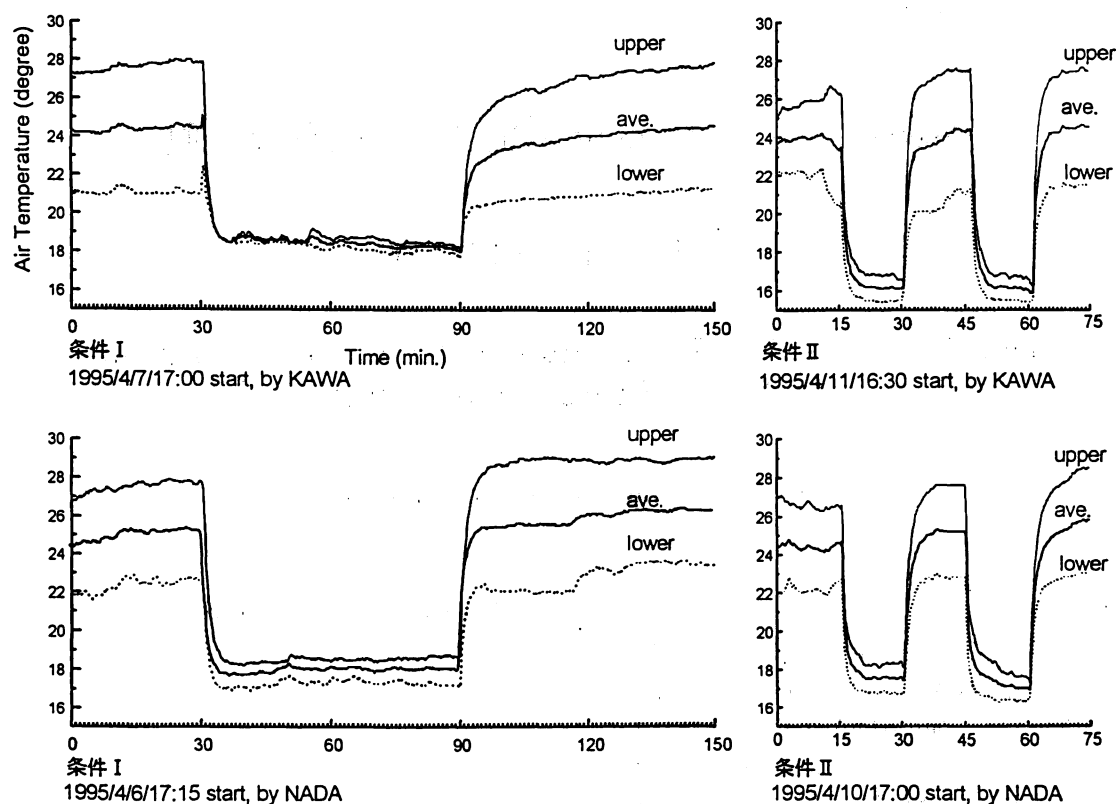 Air Temperature (degree)
30
28
26
24
22
20
18
16
upper
ave.
lower
0 30 60 90 120 150
Time (min.)
条件 I
1995/4/7/17:00 start, by KAWA
30
28
26
24
22
20
18
16
upper
ave.
lower
0 15 30 45 60 75
条件 II
1995/4/11/16:30 start, by KAWA
30
28
26
24
22
20
18
16
upper
ave.
lower
0 30 60 90 120 150
条件 I
1995/4/6/17:15 start, by NADA
30
28
26
24
22
20
18
16
upper
ave.
lower
0 15 30 45 60 75
条件 II
1995/4/10/17:00 start, by NADA